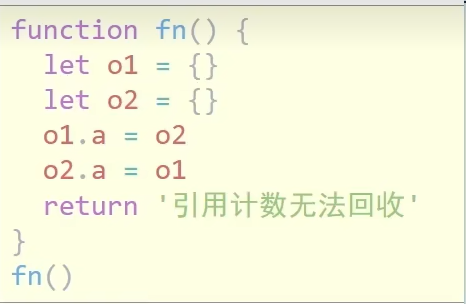 function fn() {
  let o1 = {}
  let o2 = {}
  o1.a = o2
  o2.a = o1
  return '引用计数无法回收'
}
fn()